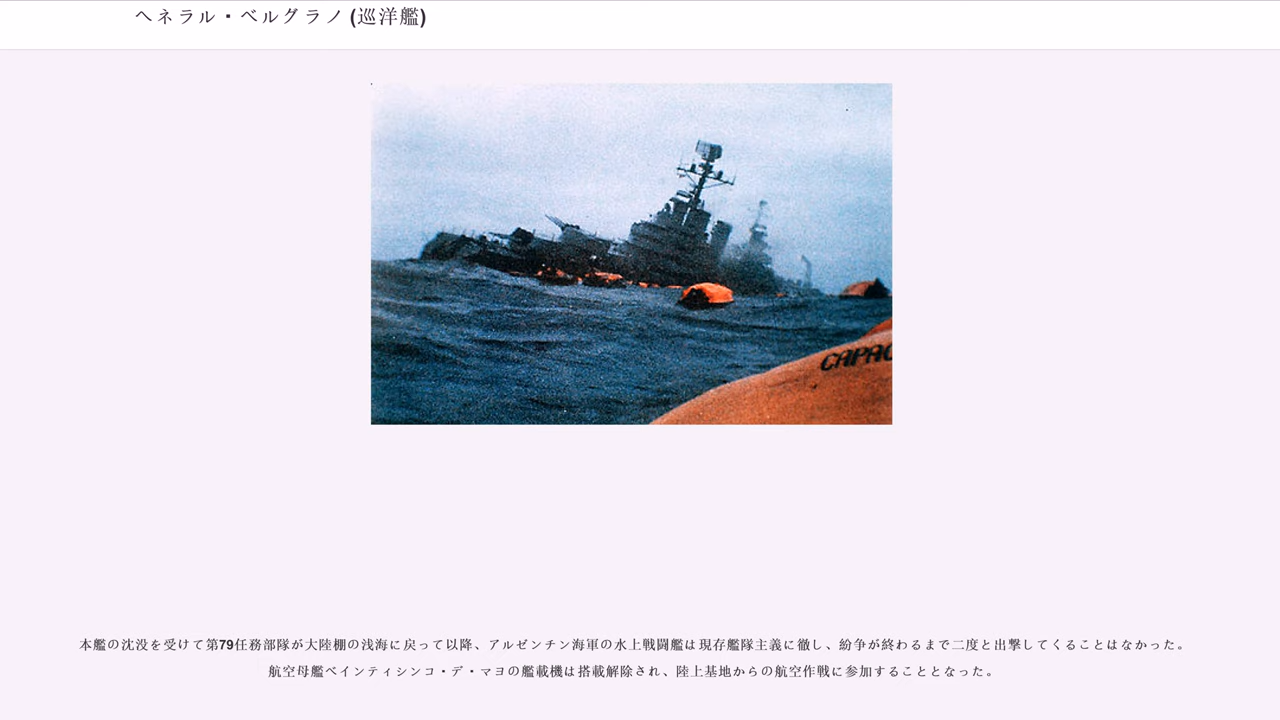 ヘネラル・ベルグラノ (巡洋艦)
CAPAC
本艦の沈没を受けて第79任務部隊が大陸棚の浅海に戻って以降、アルゼンチン海軍の水上戦闘艦は現存艦隊主義に徹し、紛争が終わるまで二度と出撃してくることはなかった。
航空母艦ベインティシンコ・デ・マヨの艦載機は搭載解除され、陸上基地からの航空作戦に参加することとなった。